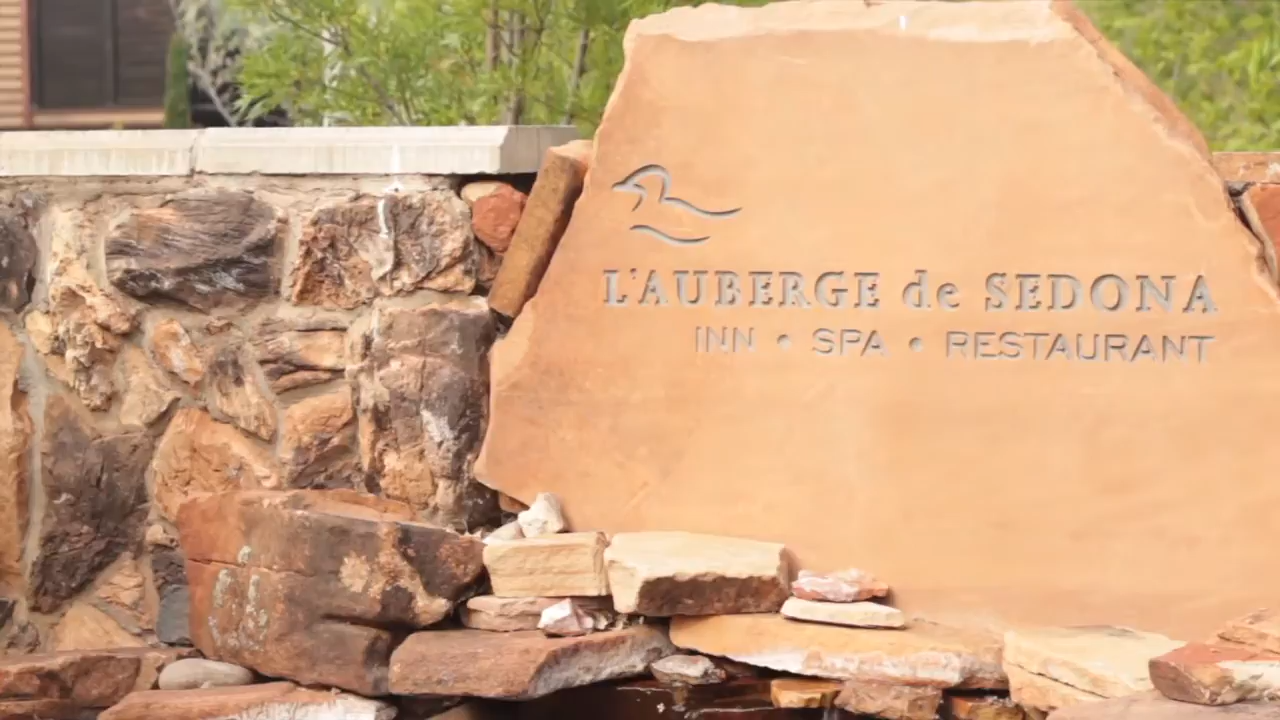 L'AUBERGE de SEDONA
INN • SPA • RESTAURANT